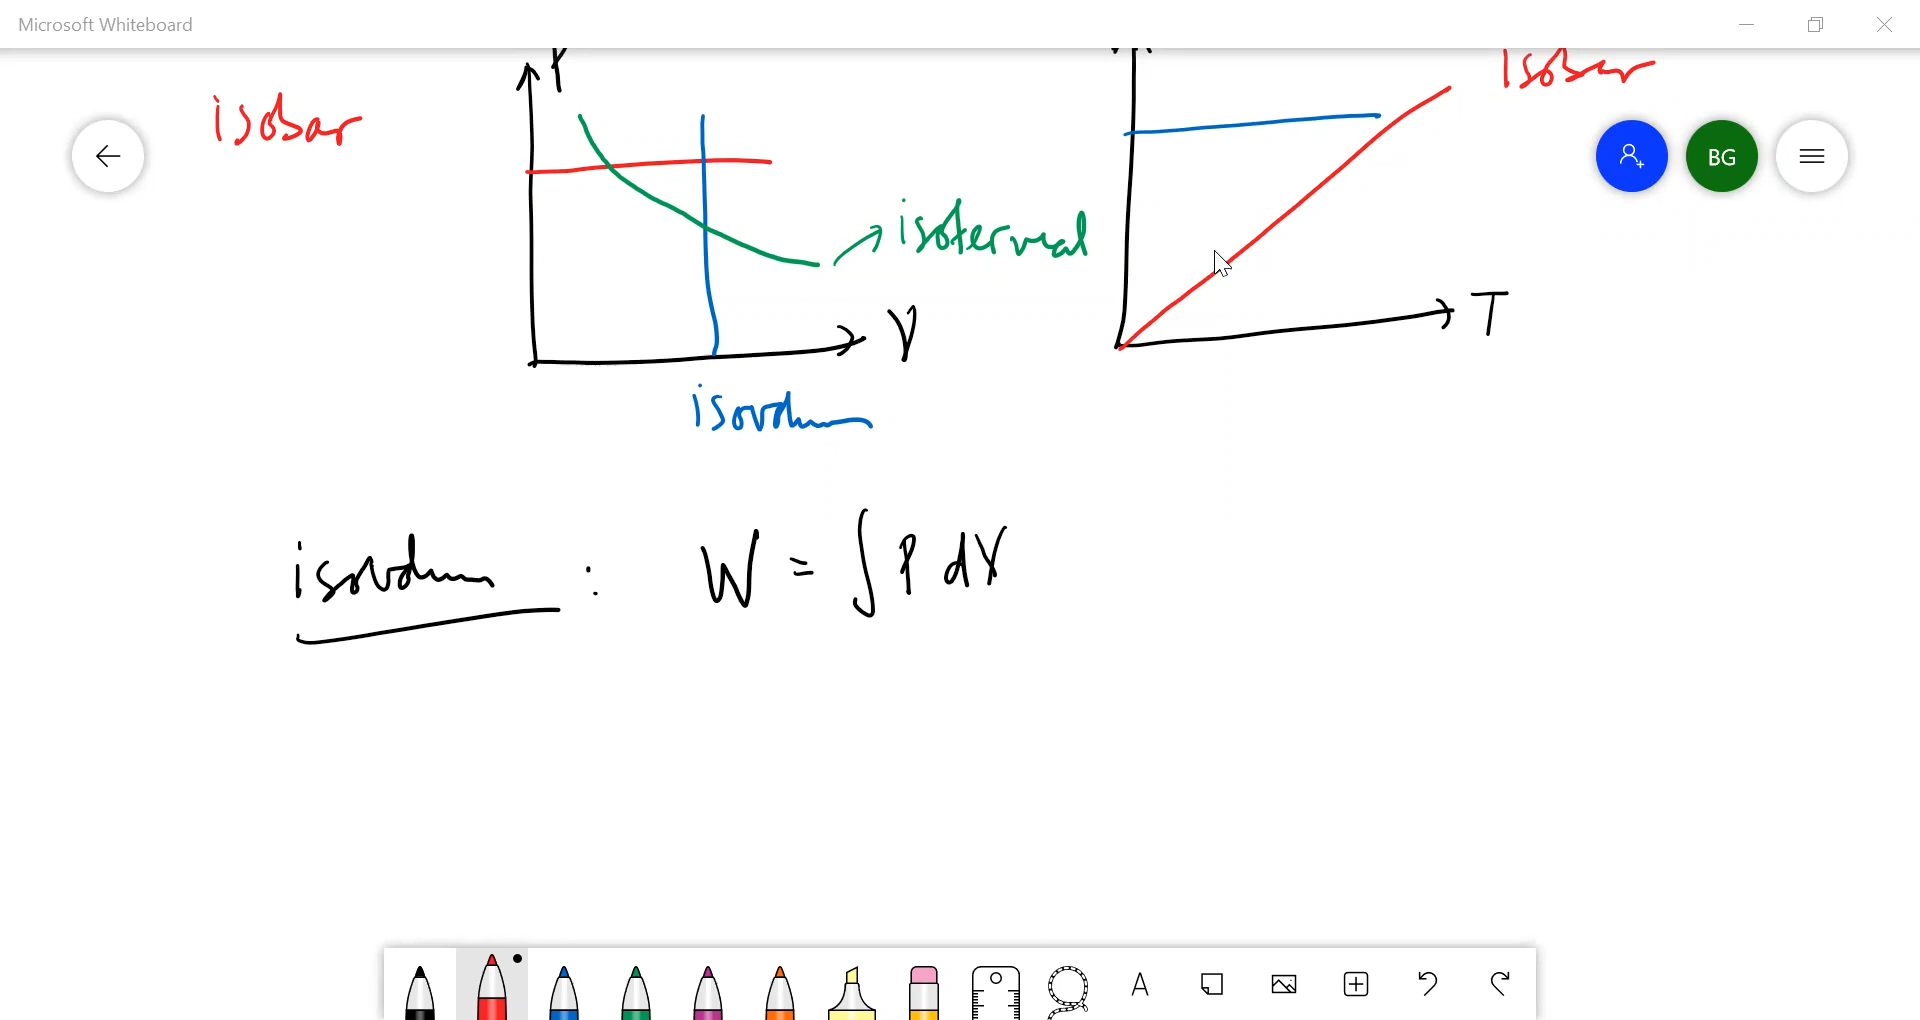 Microsoft Whiteboard
P
isobar
isobar
BG
isotermal
V
T
isovolum
isovolum : W = ∫ P dV
A